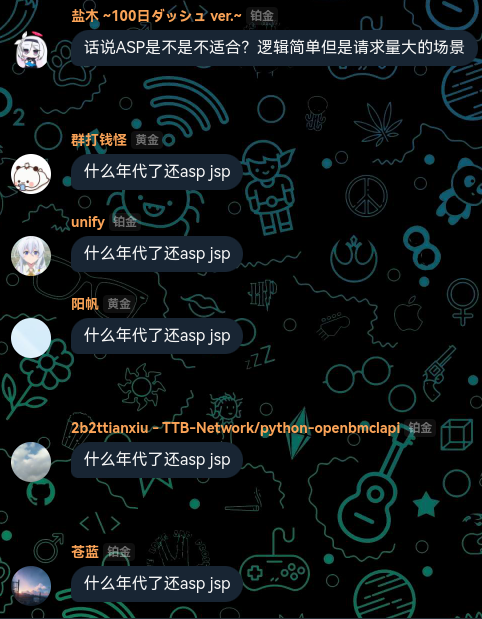 盐木 ~100日ダッシュ ver.~ 铂金
话说ASP是不是不适合？逻辑简单但是请求量大的场景
群打钱怪 黄金
什么年代了还asp jsp
unify 铂金
什么年代了还asp jsp
阳帆 黄金
什么年代了还asp jsp
2b2ttianxiu - TTB-Network/python-openbmclapi 铂金
什么年代了还asp jsp
苍蓝 铂金
什么年代了还asp jsp